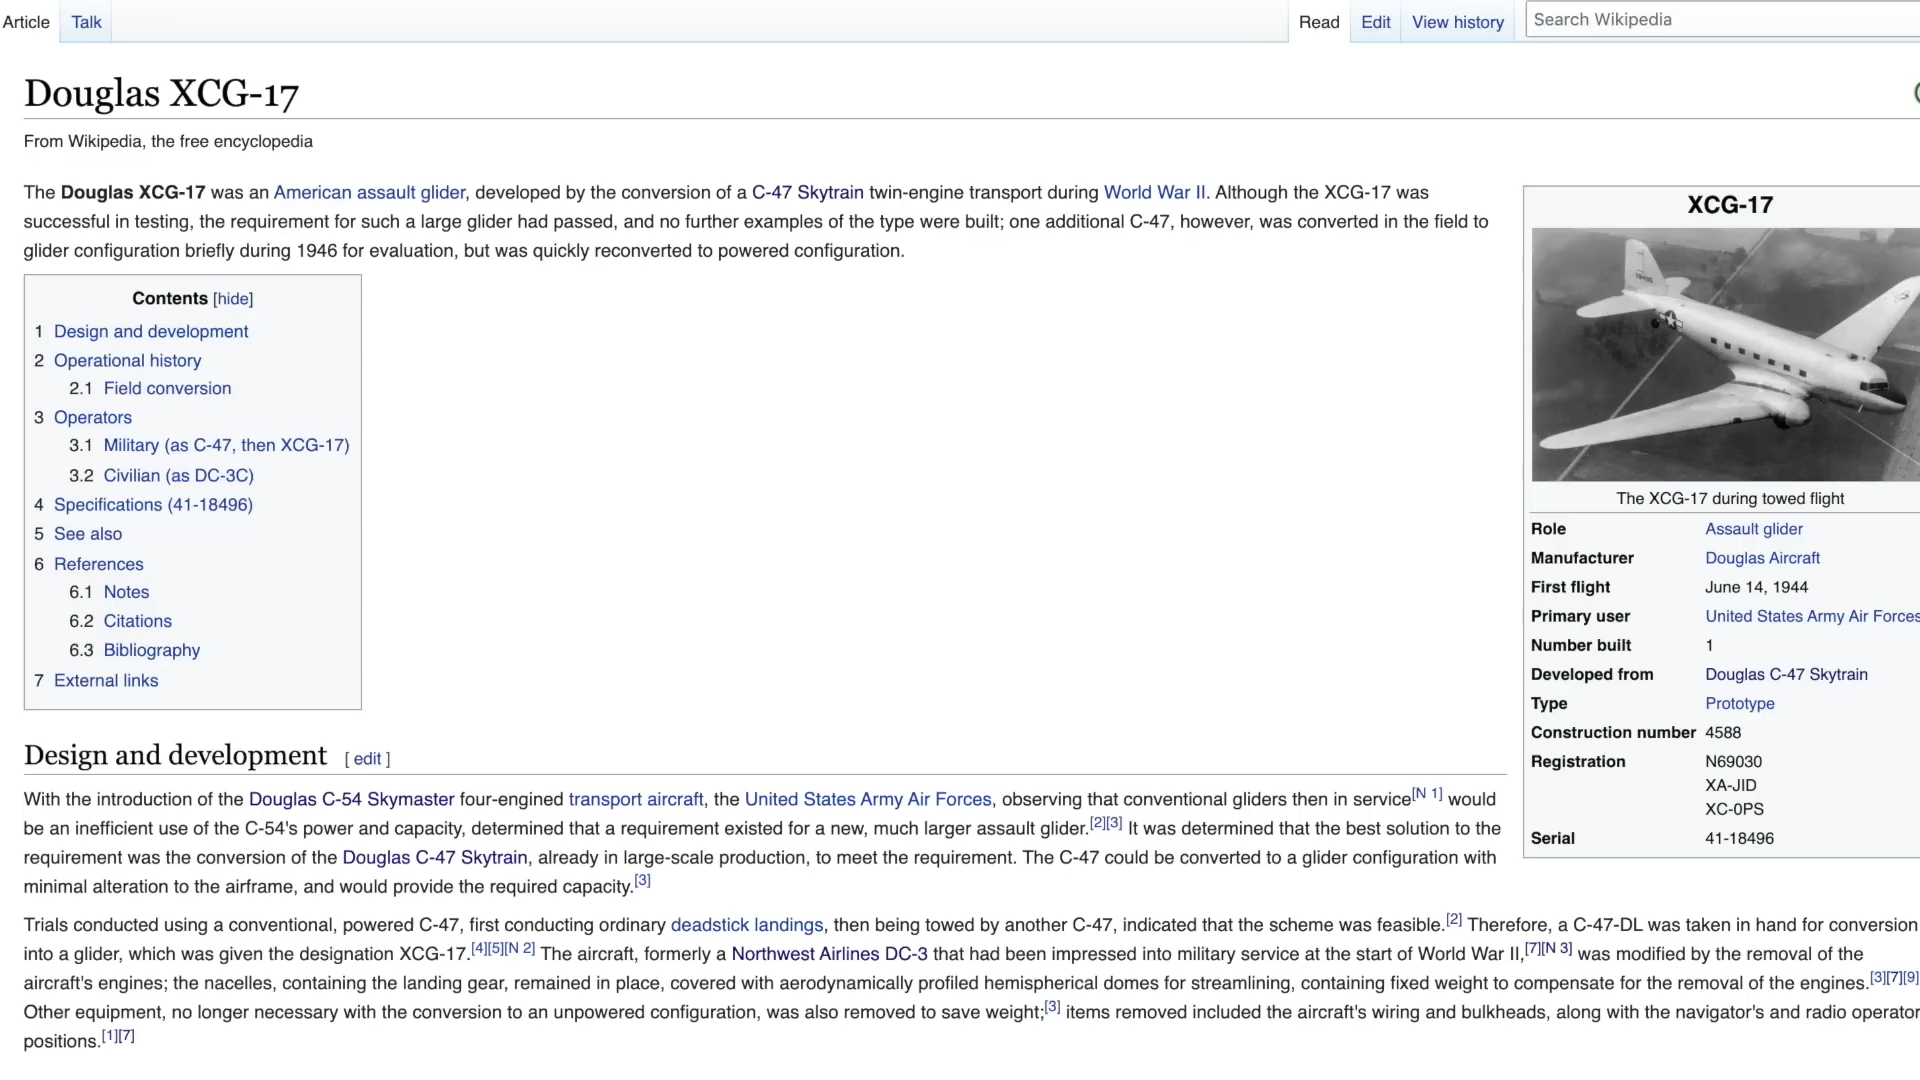 Article
Talk
Read
Edit
View history
Search Wikipedia
Douglas XCG-17
From Wikipedia, the free encyclopedia
The Douglas XCG-17 was an American assault glider, developed by the conversion of a C-47 Skytrain twin-engine transport during World War II. Although the XCG-17 was
successful in testing, the requirement for such a large glider had passed, and no further examples of the type were built; one additional C-47, however, was converted in the field to
glider configuration briefly during 1946 for evaluation, but was quickly reconverted to powered configuration.
Contents [hide]
1 Design and development
2 Operational history
2.1 Field conversion
3 Operators
3.1 Military (as C-47, then XCG-17)
3.2 Civilian (as DC-3C)
4 Specifications (41-18496)
5 See also
6 References
6.1 Notes
6.2 Citations
6.3 Bibliography
7 External links
XCG-17
The XCG-17 during towed flight
Role Assault glider
Manufacturer Douglas Aircraft
First flight June 14, 1944
Primary user United States Army Air Forces
Number built 1
Developed from Douglas C-47 Skytrain
Type Prototype
Construction number 4588
Registration N69030
XA-JID
XC-0PS
Serial 41-18496
Design and development [ edit ]
With the introduction of the Douglas C-54 Skymaster four-engined transport aircraft, the United States Army Air Forces, observing that conventional gliders then in service[N 1] would
be an inefficient use of the C-54's power and capacity, determined that a requirement existed for a new, much larger assault glider.[2][3] It was determined that the best solution to the
requirement was the conversion of the Douglas C-47 Skytrain, already in large-scale production, to meet the requirement. The C-47 could be converted to a glider configuration with
minimal alteration to the airframe, and would provide the required capacity.[3]
Trials conducted using a conventional, powered C-47, first conducting ordinary deadstick landings, then being towed by another C-47, indicated that the scheme was feasible.[2] Therefore, a C-47-DL was taken in hand for conversion
into a glider, which was given the designation XCG-17.[4][5][N 2] The aircraft, formerly a Northwest Airlines DC-3 that had been impressed into military service at the start of World War II,[7][N 3] was modified by the removal of the
aircraft's engines; the nacelles, containing the landing gear, remained in place, covered with aerodynamically profiled hemispherical domes for streamlining, containing fixed weight to compensate for the removal of the engines.[3][7][9]
Other equipment, no longer necessary with the conversion to an unpowered configuration, was also removed to save weight;[3] items removed included the aircraft's wiring and bulkheads, along with the navigator's and radio operator
positions.[1][7]